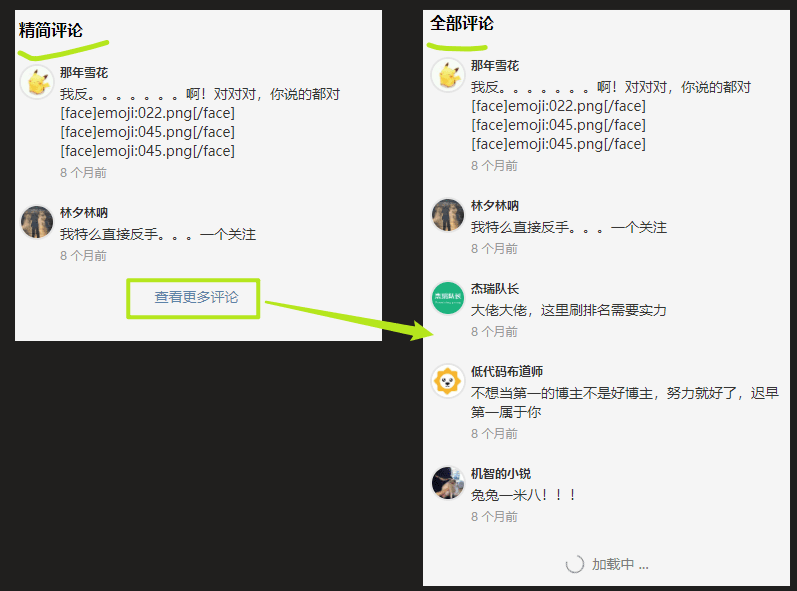 精简评论
那年雪花
我反。。。。。。。啊！对对对，你说的都对
[face]emoji:022.png[/face]
[face]emoji:045.png[/face]
[face]emoji:045.png[/face]
8 个月前
林夕林呐
我特么直接反手。。。一个关注
8 个月前
查看更多评论
全部评论
那年雪花
我反。。。。。。。啊！对对对，你说的都对
[face]emoji:022.png[/face]
[face]emoji:045.png[/face]
[face]emoji:045.png[/face]
8 个月前
林夕林呐
我特么直接反手。。。一个关注
8 个月前
杰瑞队长
杰瑞队长
大佬大佬，这里刷排名需要实力
8 个月前
低代码布道师
不想当第一的博主不是好博主，努力就好了，迟早
第一属于你
8 个月前
机智的小锐
兔兔一米八！！！
8 个月前
加载中 ...